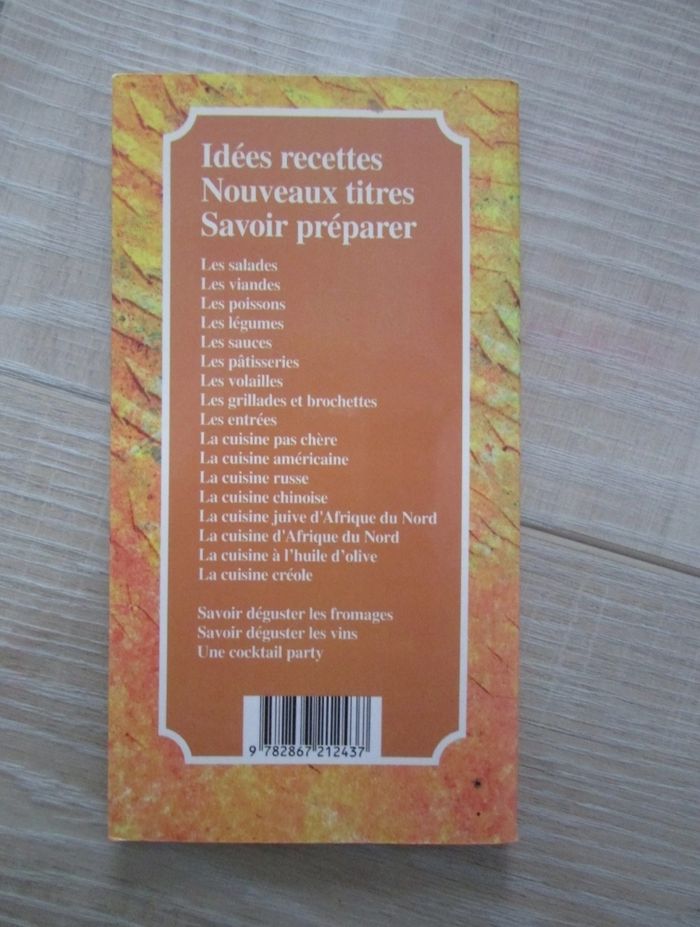 Idées recettes
Nouveaux titres
Savoir préparer
Les salades
Les viandes
Les poissons
Les légumes
Les sauces
Les pâtisseries
Les volailles
Les grillades et brochettes
Les entrées
La cuisine pas chère
La cuisine américaine
La cuisine russe
La cuisine chinoise
La cuisine juive d'Afrique du Nord
La cuisine d'Afrique du Nord
La cuisine à l'huile d'olive
La cuisine créole
Savoir déguster les fromages
Savoir déguster les vins
Une cocktail party
9 782867 212437